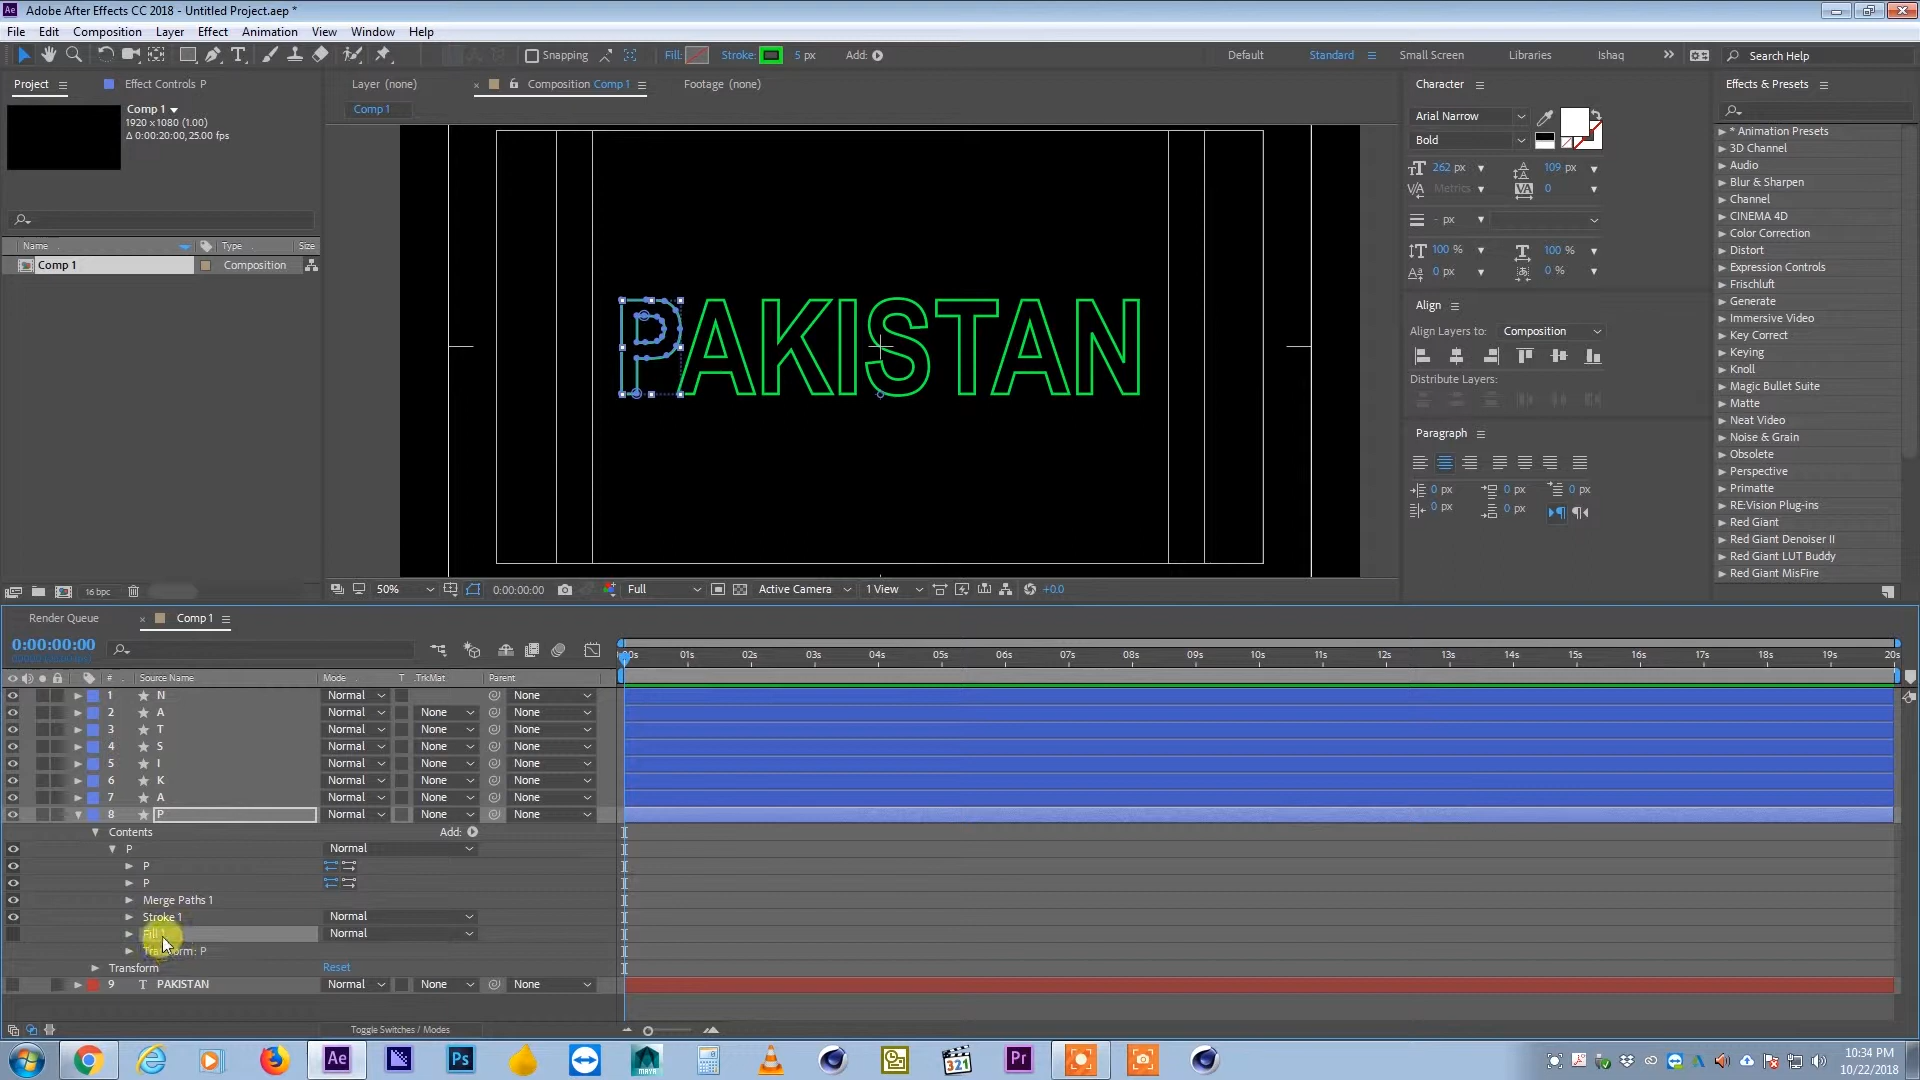 Adobe After Effects CC 2018 - Untitled Project.aep *
File Edit Composition Layer Effect Animation View Window Help
Snapping Fill: Stroke: 5 px Add: Default Standard Small Screen Libraries Ishaq Search Help
Project Effect Controls P Layer (none) Composition Comp 1 Footage (none) Character Effects & Presets
Comp 1
1920 x 1080 (1.00)
Δ 0:00:20:00, 25.00 fps
Name Type Size
Comp 1 Composition
16 bpc
Comp 1
PAKISTAN
50% 0:00:00:00 Full Active Camera 1 View +0.0
Arial Narrow
Bold
262 px 109 px
Metrics 0
- px
100 % 100 %
0 px 0 %
Align
Align Layers to: Composition
Distribute Layers:
Paragraph
0 px 0 px 0 px
0 px 0 px
* Animation Presets
3D Channel
Audio
Blur & Sharpen
Channel
CINEMA 4D
Color Correction
Distort
Expression Controls
Frischluft
Generate
Immersive Video
Key Correct
Keying
Knoll
Magic Bullet Suite
Matte
Neat Video
Noise & Grain
Obsolete
Perspective
Primatte
RE:Vision Plug-ins
Red Giant
Red Giant Denoiser II
Red Giant LUT Buddy
Red Giant MisFire
Render Queue Comp 1
0:00:00:00
01s 02s 03s 04s 05s 06s 07s 08s 09s 10s 11s 12s 13s 14s 15s 16s 17s 18s 19s 20s
# Source Name Mode T .TrkMat Parent
1 N Normal None
2 A Normal None None
3 T Normal None None
4 S Normal None None
5 I Normal None None
6 K Normal None None
7 A Normal None None
8 P Normal None None
Contents Add:
P Normal
P
P
Merge Paths 1
Stroke 1 Normal
Fill 1 Normal
Transform: P
Transform Reset
9 T PAKISTAN Normal None None
Toggle Switches / Modes
Ae Ps MAYA 321 Pr
10:34 PM
10/22/2018